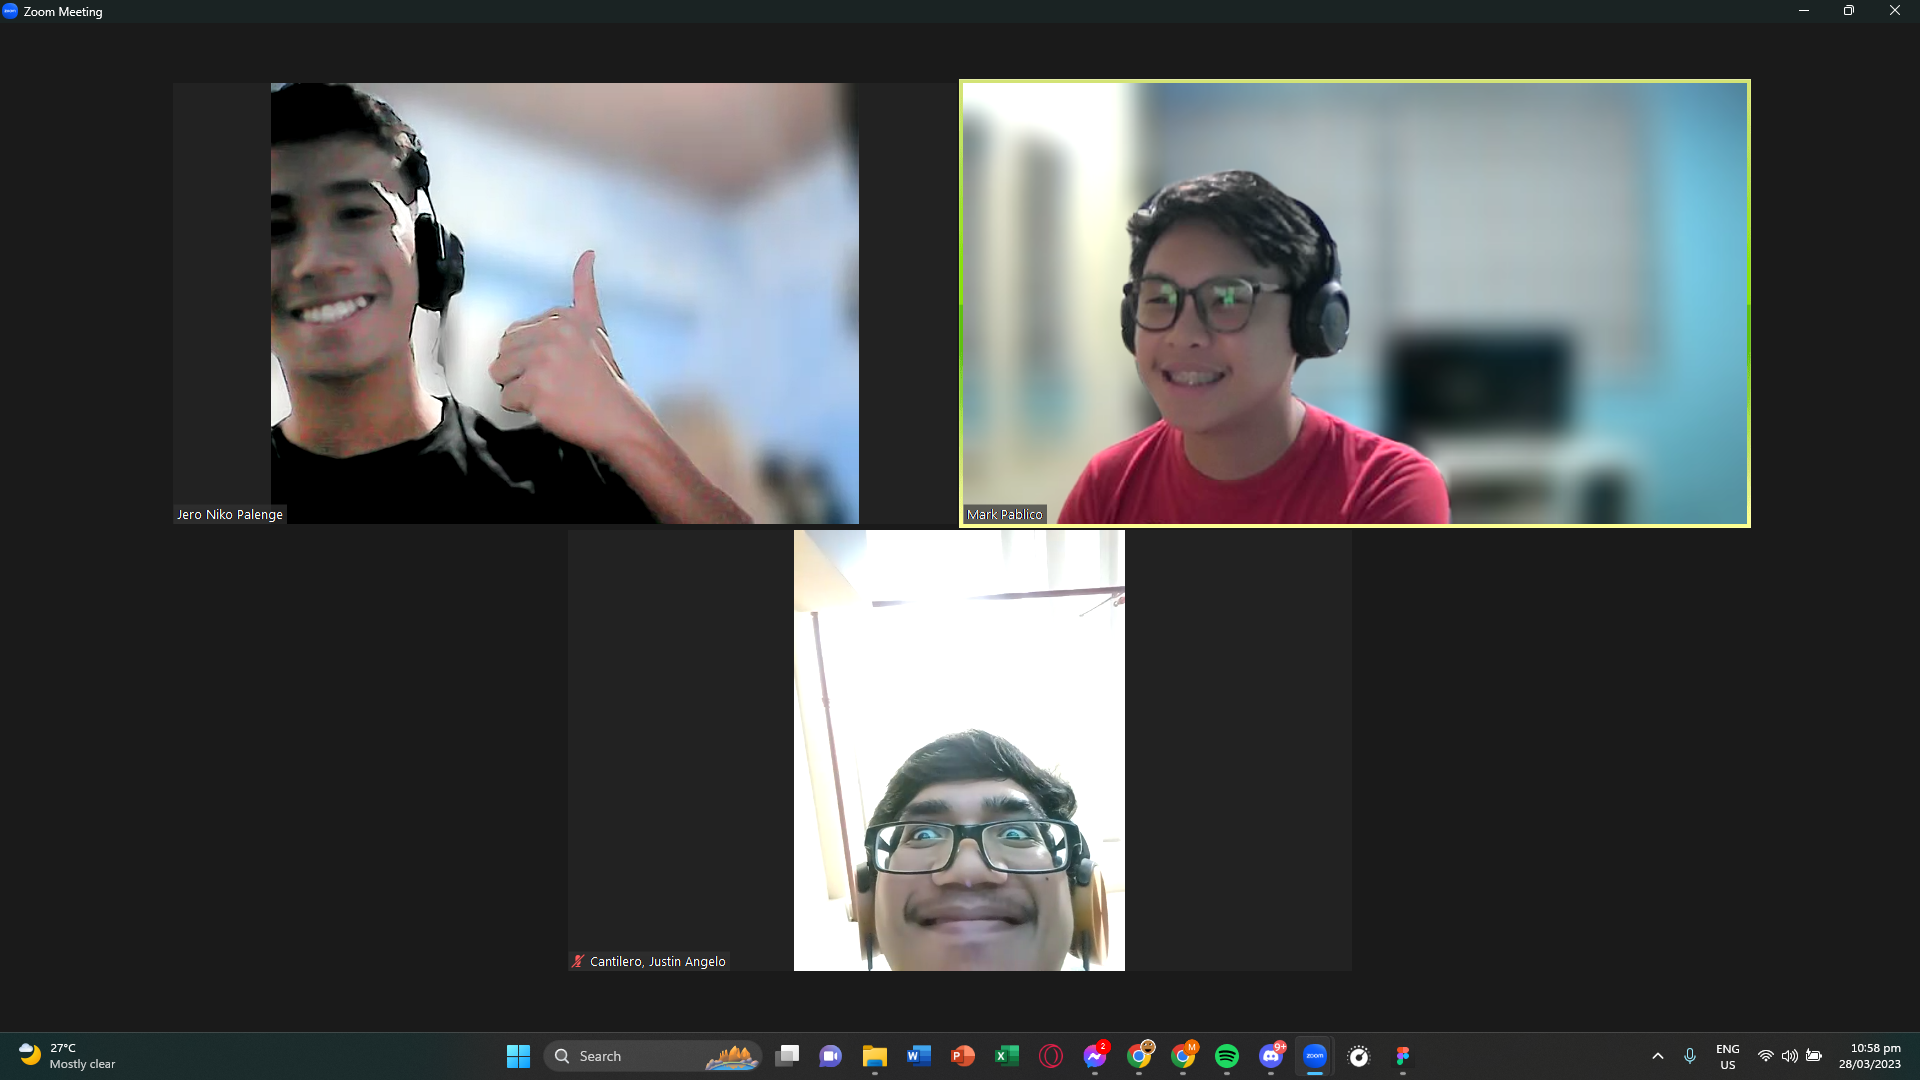 Zoom Meeting
Jero Niko Palenge
Mark Pablico
Cantilero, Justin Angelo
27°C
Mostly clear
Search
2
M
9+
zoom
ENG
US
10:58 pm
28/03/2023